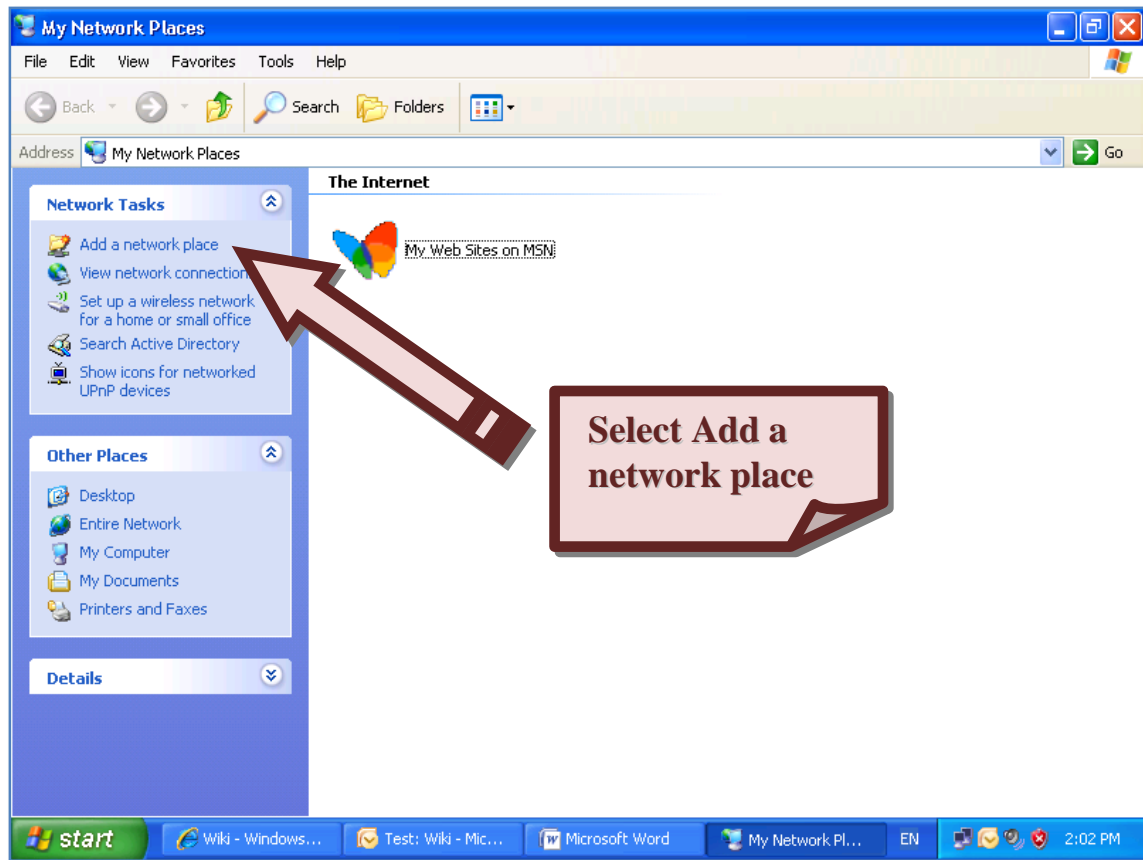 My Network Places
File Edit View Favorites Tools Help
Back Search Folders
Address My Network Places Go
Network Tasks
Add a network place
View network connection
Set up a wireless network
for a home or small office
Search Active Directory
Show icons for networked
UPnP devices
Other Places
Desktop
Entire Network
My Computer
My Documents
Printers and Faxes
Details
The Internet
My Web Sites on MSN
Select Add a
network place
start Wiki - Windows... Test: Wiki - Mic... Microsoft Word My Network Pl... EN 2:02 PM